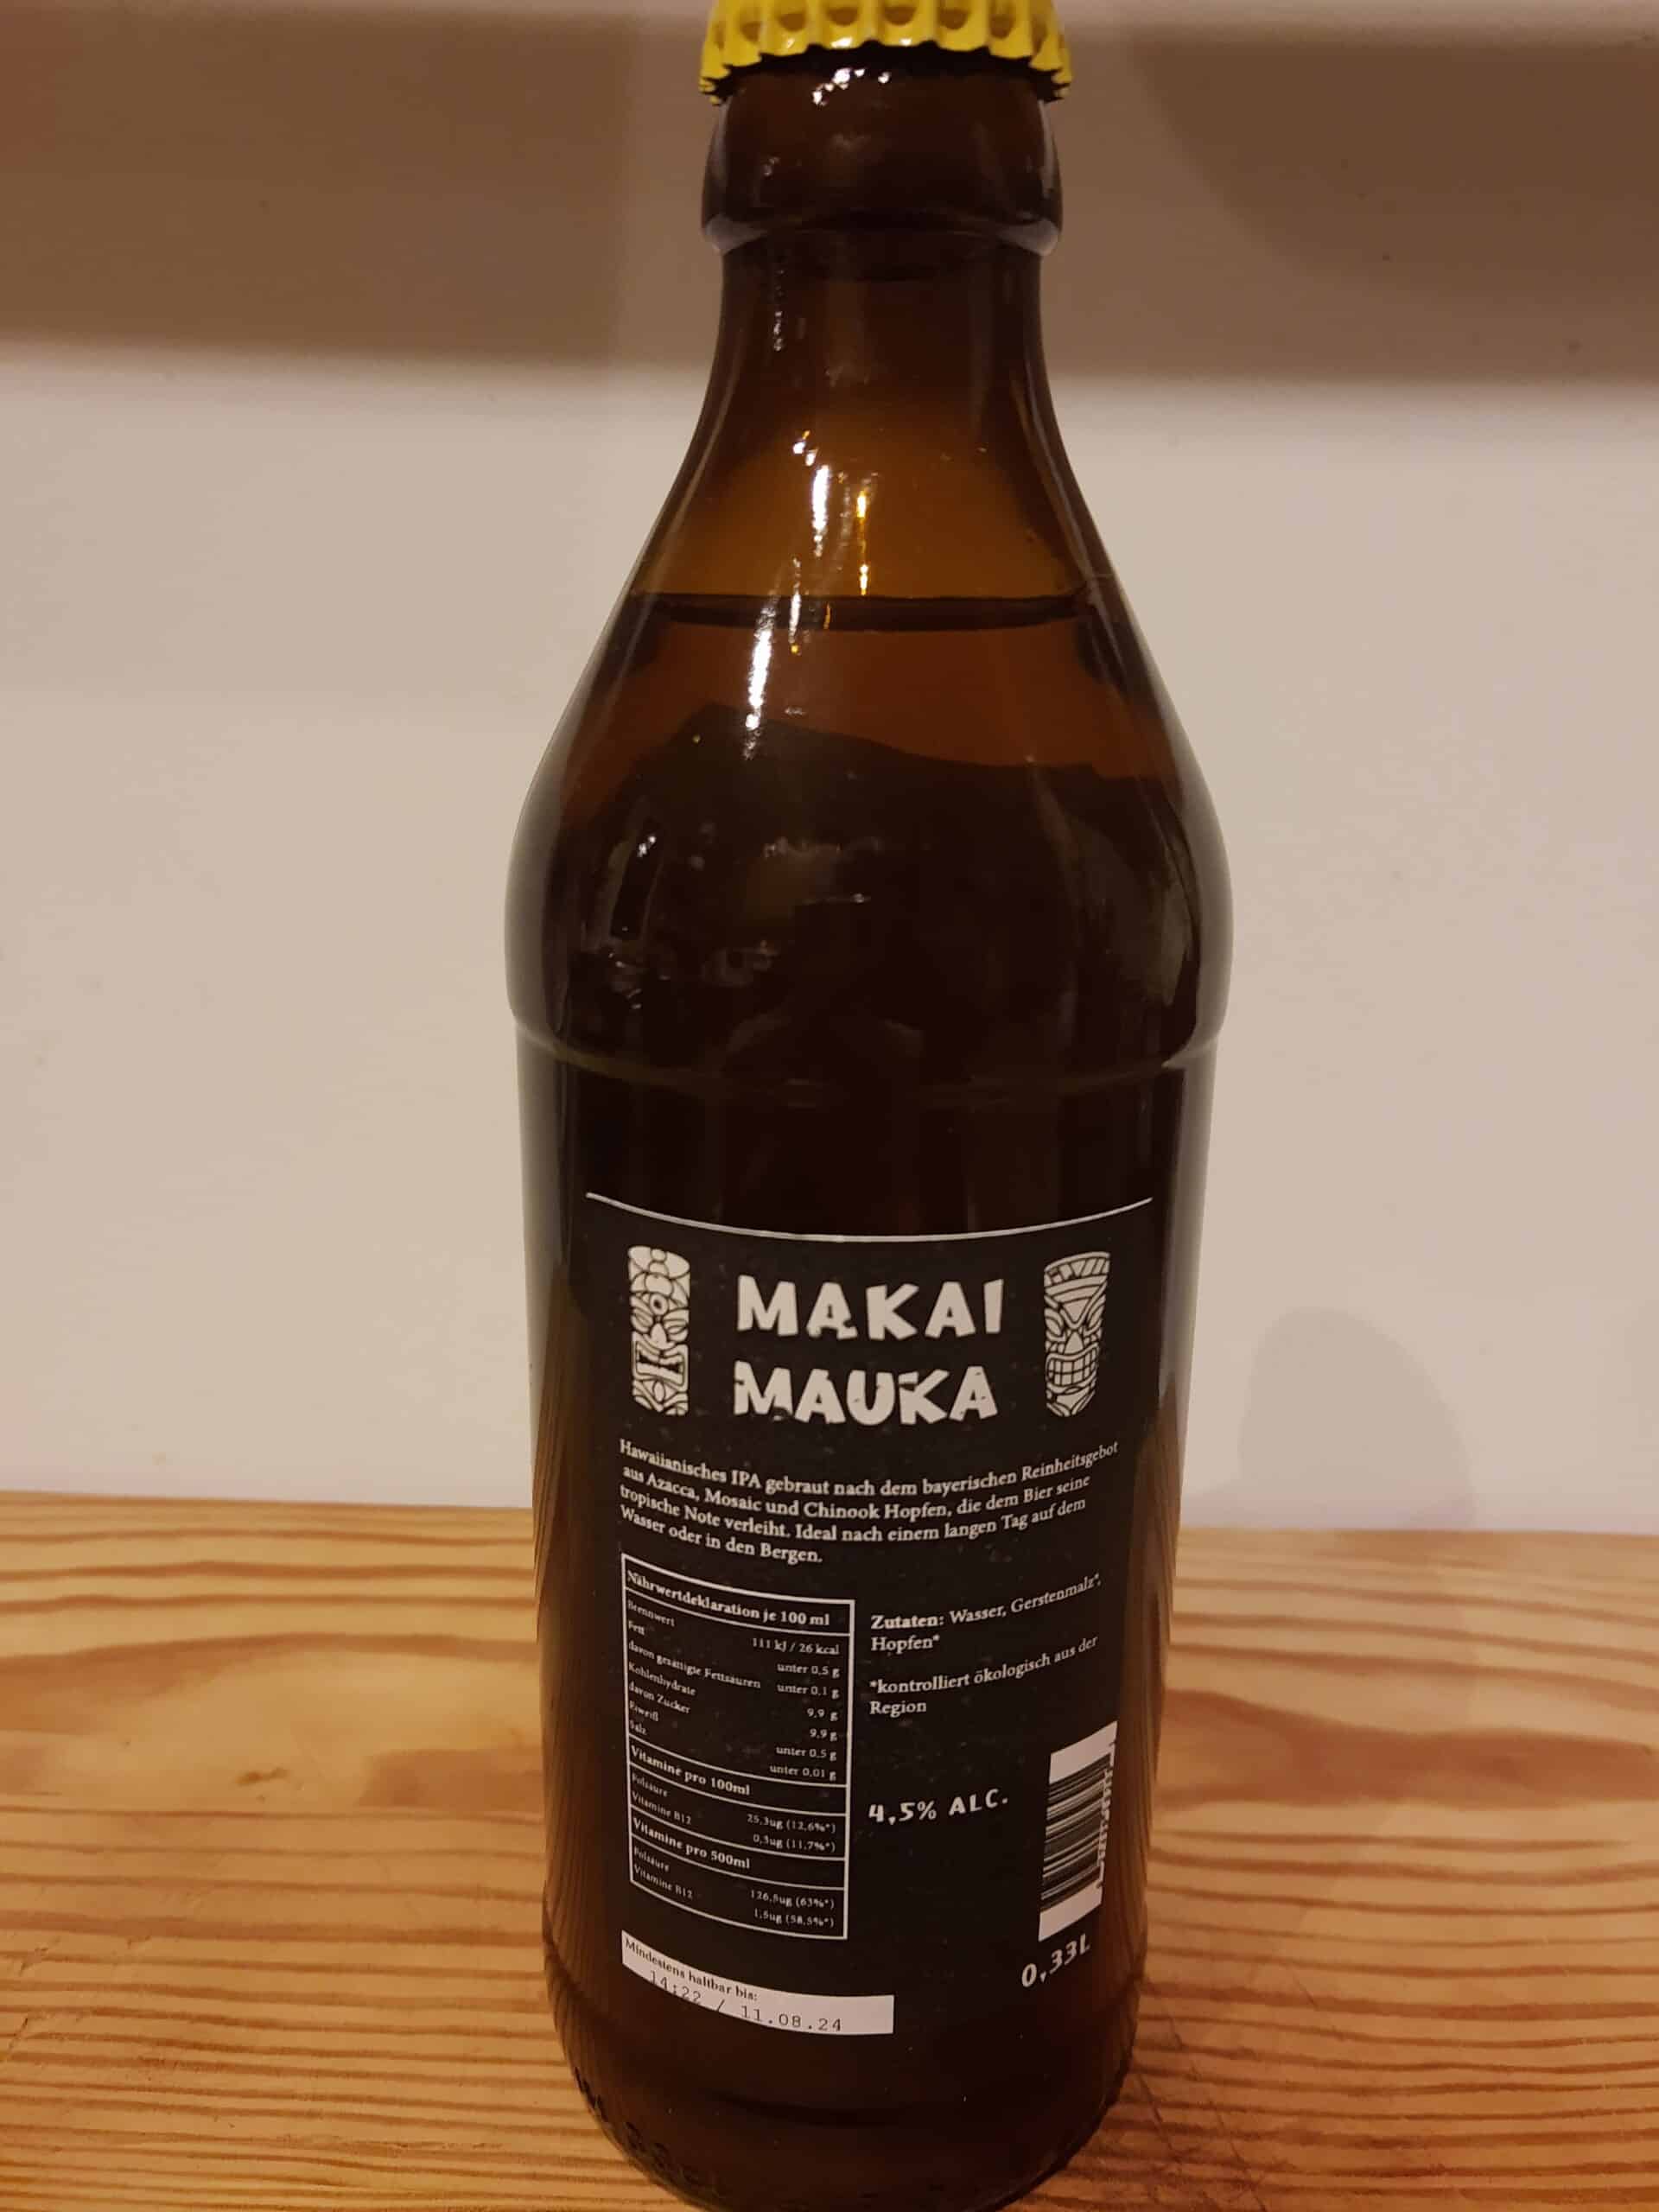 MAKAI
MAUKA
Hawaiianisches IPA gebraut nach dem bayerischen Reinheitsgebot
aus Azacca, Mosaic und Chinook Hopfen, die dem Bier seine
tropische Note verleiht. Ideal nach einem langen Tag auf dem
Wasser oder in den Bergen.
Nährwertdeklaration je 100 ml
Brennwert 111 kJ / 26 kcal
Fett unter 0,5 g
davon gesättigte Fettsäuren unter 0,1 g
Kohlenhydrate 9,9 g
davon Zucker 9,9 g
Eiweiß unter 0,5 g
Salz unter 0,01 g
Vitamine pro 100ml
Folsäure 25,3ug (12,6%*)
Vitamine B12 0,3ug (11,7%*)
Vitamine pro 500ml
Folsäure 126,5ug (63%*)
Vitamine B12 1,5ug (58,5%*)
Zutaten: Wasser, Gerstenmalz*,
Hopfen*
*kontrolliert ökologisch aus der
Region
4,5% ALC.
0,33L
Mindestens haltbar bis:
14:22 / 11.08.24